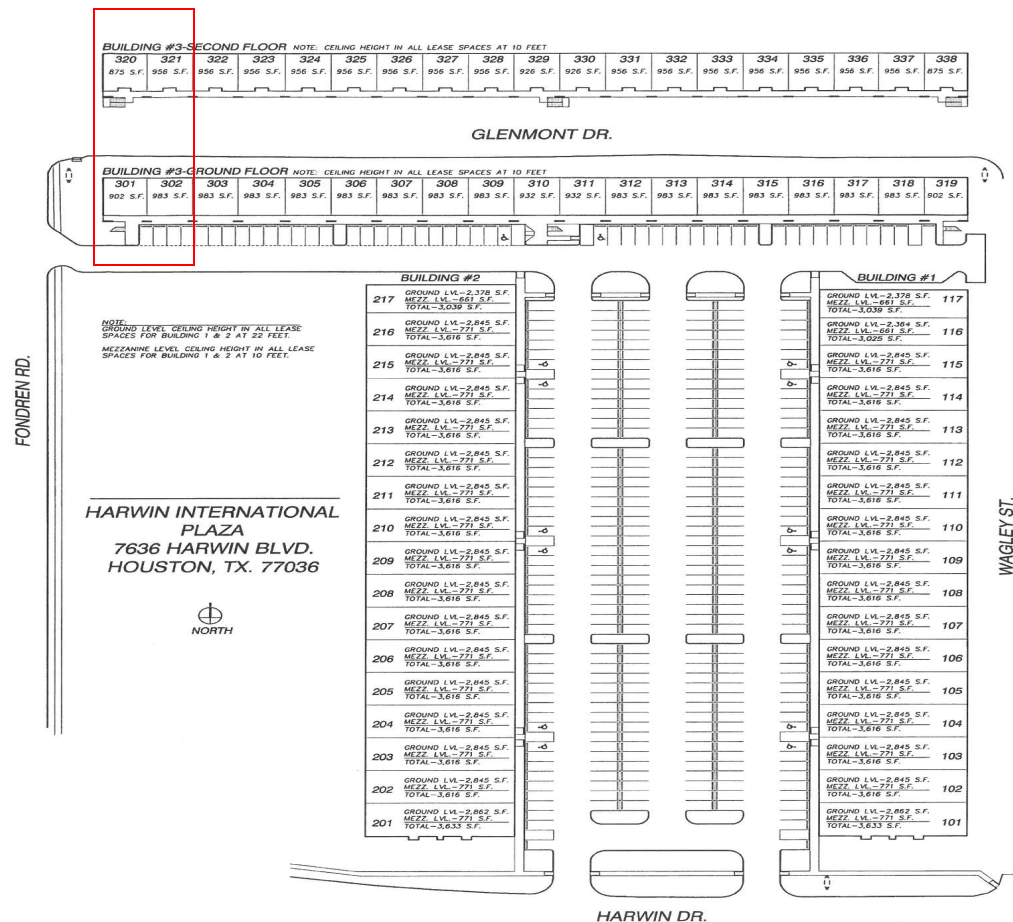 BUILDING #3-SECOND FLOOR NOTE: CEILING HEIGHT IN ALL LEASE SPACES AT 10 FEET
320 321 322 323 324 325 326 327 328 329 330 331 332 333 334 335 336 337 338
875 S.F. 956 S.F. 956 S.F. 956 S.F. 956 S.F. 956 S.F. 956 S.F. 956 S.F. 956 S.F. 926 S.F. 926 S.F. 956 S.F. 956 S.F. 956 S.F. 956 S.F. 956 S.F. 956 S.F. 956 S.F. 875 S.F.
GLENMONT DR.
BUILDING #3-GROUND FLOOR NOTE: CEILING HEIGHT IN ALL LEASE SPACES AT 10 FEET
301 302 303 304 305 306 307 308 309 310 311 312 313 314 315 316 317 318 319
902 S.F. 983 S.F. 983 S.F. 983 S.F. 983 S.F. 983 S.F. 983 S.F. 983 S.F. 983 S.F. 932 S.F. 932 S.F. 983 S.F. 983 S.F. 983 S.F. 983 S.F. 983 S.F. 983 S.F. 983 S.F. 902 S.F.
FONDREN RD.
NOTE:
GROUND LEVEL CEILING HEIGHT IN ALL LEASE
SPACES FOR BUILDING 1 & 2 AT 22 FEET.
MEZZANINE LEVEL CEILING HEIGHT IN ALL LEASE
SPACES FOR BUILDING 1 & 2 AT 10 FEET.
HARWIN INTERNATIONAL
PLAZA
7636 HARWIN BLVD.
HOUSTON, TX. 77036
NORTH
BUILDING #2
217 GROUND LVL-2,378 S.F.
MEZZ. LVL.-661 S.F.
TOTAL-3,039 S.F.
216 GROUND LVL-2,845 S.F.
MEZZ. LVL.-771 S.F.
TOTAL-3,616 S.F.
215 GROUND LVL-2,845 S.F.
MEZZ. LVL.-771 S.F.
TOTAL-3,616 S.F.
214 GROUND LVL-2,845 S.F.
MEZZ. LVL.-771 S.F.
TOTAL-3,616 S.F.
213 GROUND LVL-2,845 S.F.
MEZZ. LVL.-771 S.F.
TOTAL-3,616 S.F.
212 GROUND LVL-2,845 S.F.
MEZZ. LVL.-771 S.F.
TOTAL-3,616 S.F.
211 GROUND LVL-2,845 S.F.
MEZZ. LVL.-771 S.F.
TOTAL-3,616 S.F.
210 GROUND LVL-2,845 S.F.
MEZZ. LVL.-771 S.F.
TOTAL-3,616 S.F.
209 GROUND LVL-2,845 S.F.
MEZZ. LVL.-771 S.F.
TOTAL-3,616 S.F.
208 GROUND LVL-2,845 S.F.
MEZZ. LVL.-771 S.F.
TOTAL-3,616 S.F.
207 GROUND LVL-2,845 S.F.
MEZZ. LVL.-771 S.F.
TOTAL-3,616 S.F.
206 GROUND LVL-2,845 S.F.
MEZZ. LVL.-771 S.F.
TOTAL-3,616 S.F.
205 GROUND LVL-2,845 S.F.
MEZZ. LVL.-771 S.F.
TOTAL-3,616 S.F.
204 GROUND LVL-2,845 S.F.
MEZZ. LVL.-771 S.F.
TOTAL-3,616 S.F.
203 GROUND LVL-2,845 S.F.
MEZZ. LVL.-771 S.F.
TOTAL-3,616 S.F.
202 GROUND LVL-2,845 S.F.
MEZZ. LVL.-771 S.F.
TOTAL-3,616 S.F.
201 GROUND LVL-2,862 S.F.
MEZZ. LVL.-771 S.F.
TOTAL-3,633 S.F.
BUILDING #1
GROUND LVL-2,378 S.F. 117
MEZZ. LVL-661 S.F.
TOTAL-3,039 S.F.
GROUND LVL-2,364 S.F. 116
MEZZ. LVL.-661 S.F.
TOTAL-3,025 S.F.
GROUND LVL-2,845 S.F. 115
MEZZ. LVL.-771 S.F.
TOTAL-3,616 S.F.
GROUND LVL-2,845 S.F. 114
MEZZ. LVL.-771 S.F.
TOTAL-3,616 S.F.
GROUND LVL-2,845 S.F. 113
MEZZ. LVL.-771 S.F.
TOTAL-3,616 S.F.
GROUND LVL-2,845 S.F. 112
MEZZ. LVL.-771 S.F.
TOTAL-3,616 S.F.
GROUND LVL-2,845 S.F. 111
MEZZ. LVL.-771 S.F.
TOTAL-3,616 S.F.
GROUND LVL-2,845 S.F. 110
MEZZ. LVL.-771 S.F.
TOTAL-3,616 S.F.
GROUND LVL-2,845 S.F. 109
MEZZ. LVL.-771 S.F.
TOTAL-3,616 S.F.
GROUND LVL-2,845 S.F. 108
MEZZ. LVL.-771 S.F.
TOTAL-3,616 S.F.
GROUND LVL-2,845 S.F. 107
MEZZ. LVL.-771 S.F.
TOTAL-3,616 S.F.
GROUND LVL-2,845 S.F. 106
MEZZ. LVL.-771 S.F.
TOTAL-3,616 S.F.
GROUND LVL-2,845 S.F. 105
MEZZ. LVL.-771 S.F.
TOTAL-3,616 S.F.
GROUND LVL-2,845 S.F. 104
MEZZ. LVL.-771 S.F.
TOTAL-3,616 S.F.
GROUND LVL-2,845 S.F. 103
MEZZ. LVL.-771 S.F.
TOTAL-3,616 S.F.
GROUND LVL-2,845 S.F. 102
MEZZ. LVL.-771 S.F.
TOTAL-3,616 S.F.
GROUND LVL-2,862 S.F. 101
MEZZ. LVL.-771 S.F.
TOTAL-3,633 S.F.
WAGLEY ST.
HARWIN DR.